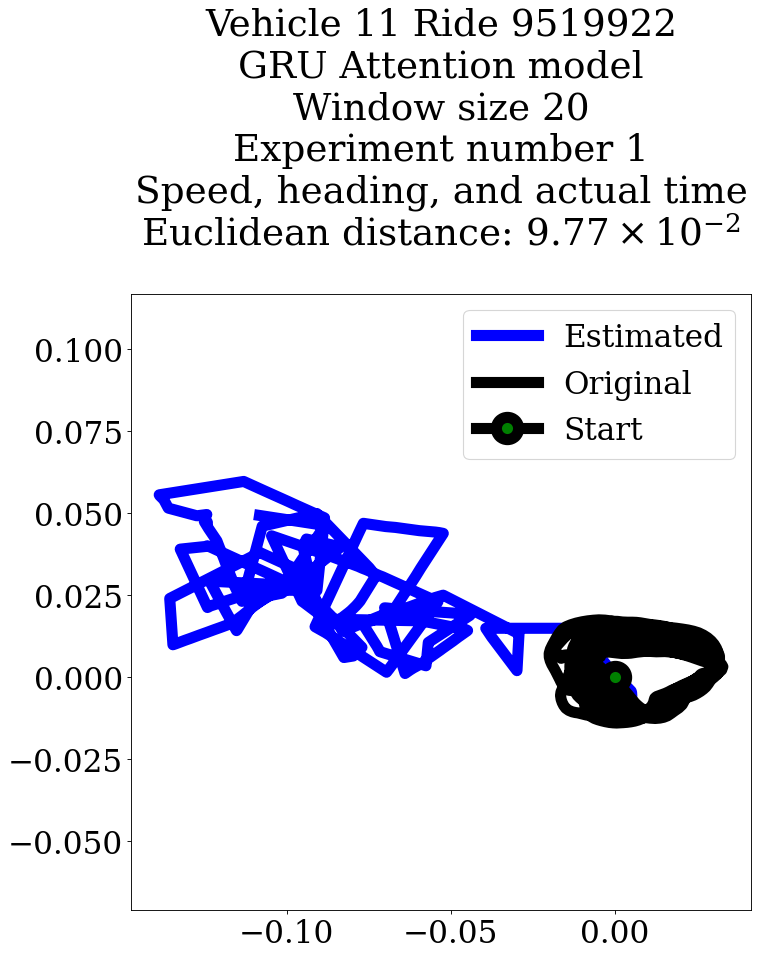 Vehicle 11 Ride 9519922
GRU Attention model
Window size 20
Experiment number 1
Speed, heading, and actual time
Euclidean distance: 9.77 × 10⁻²
Estimated
Original
Start
0.100
0.075
0.050
0.025
0.000
−0.025
−0.050
−0.10
−0.05
0.00